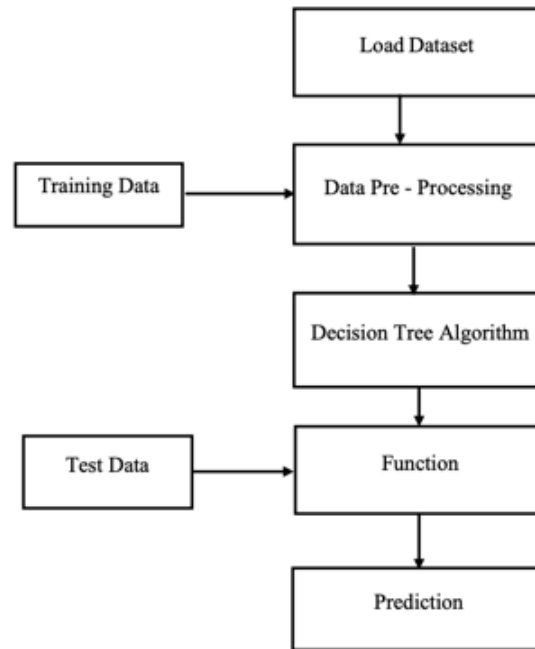 Load Dataset
Training Data
Data Pre - Processing
Decision Tree Algorithm
Test Data
Function
Prediction